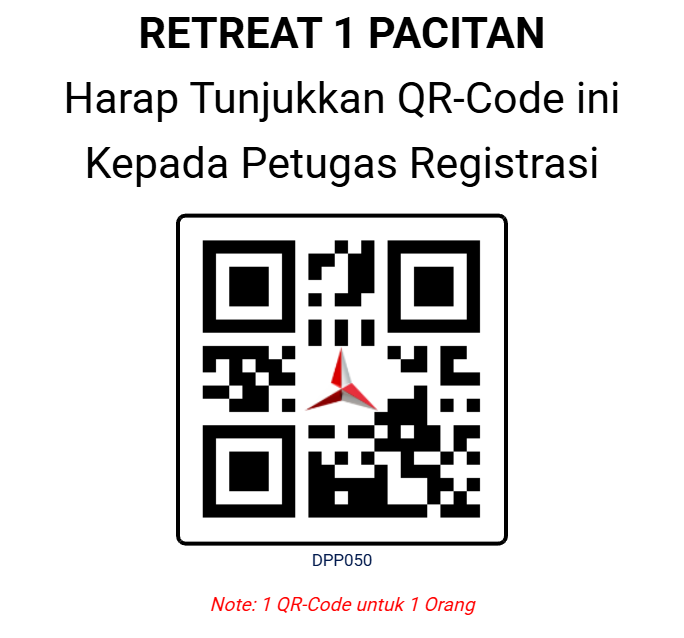 RETREAT 1 PACITAN
Harap Tunjukkan QR-Code ini
Kepada Petugas Registrasi
DPP050
Note: 1 QR-Code untuk 1 Orang